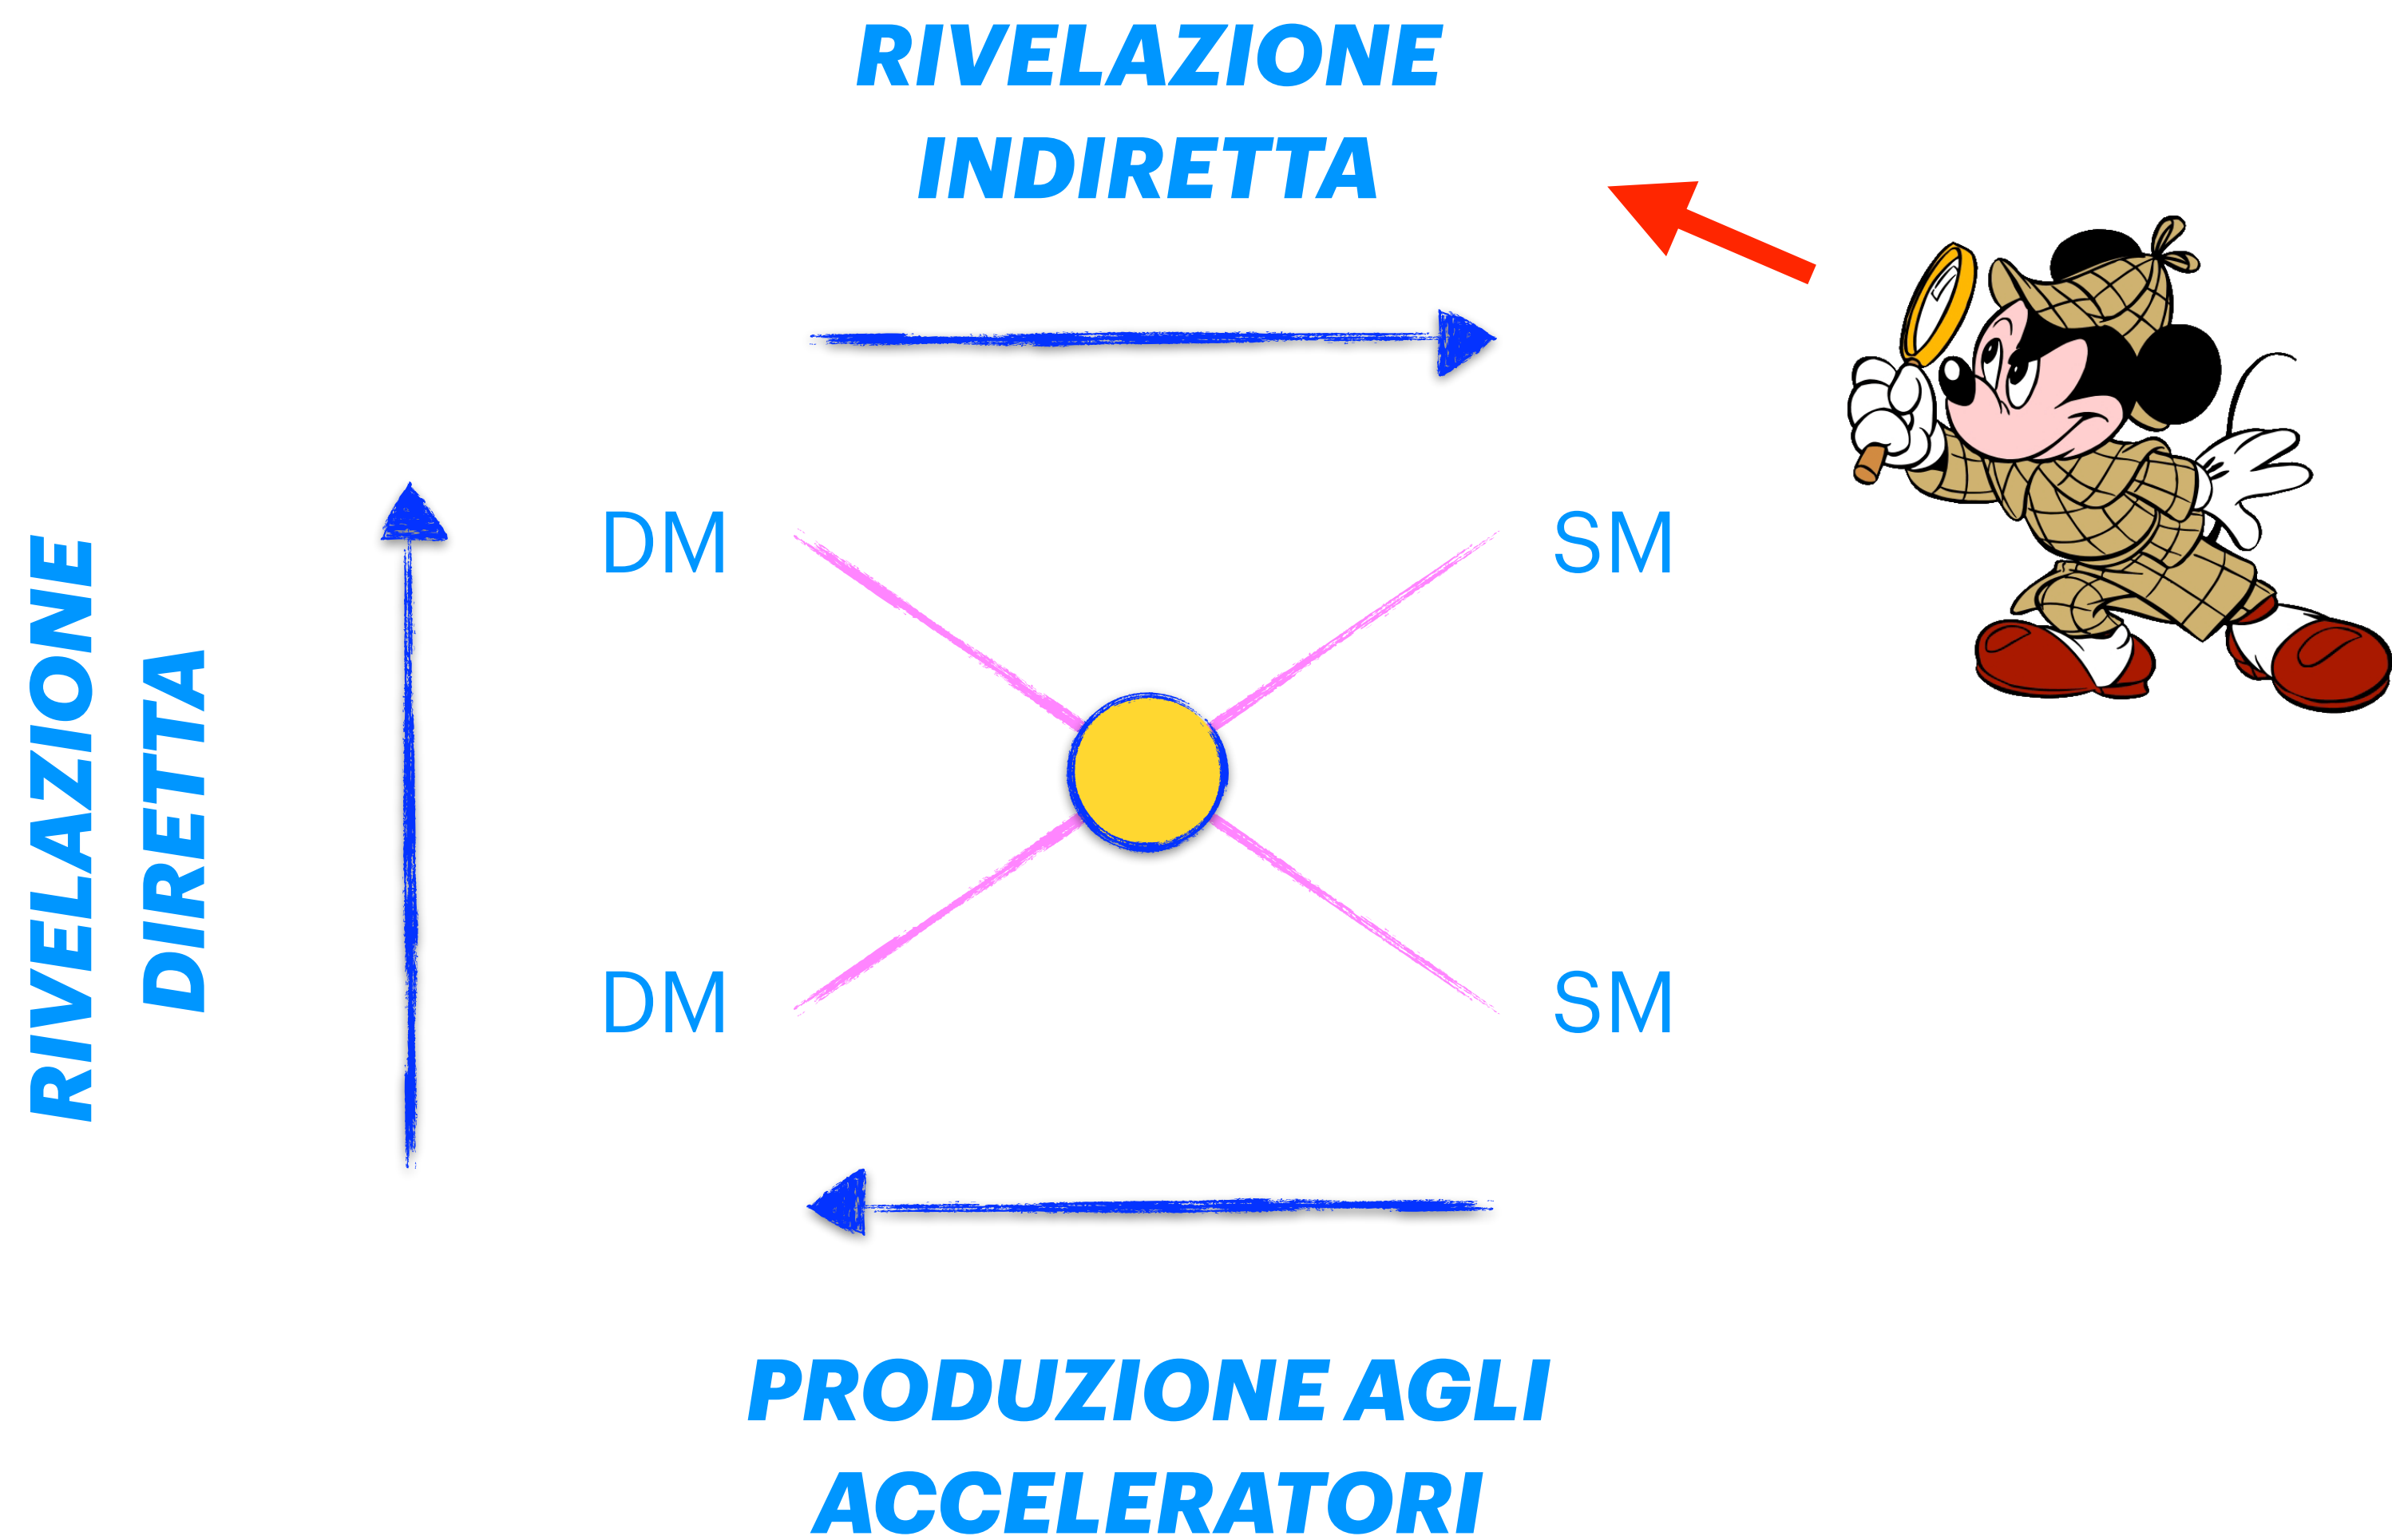 RIVELAZIONE
INDIRETTA
RIVELAZIONE
DIRETTA
DM
SM
DM
SM
PRODUZIONE AGLI
ACCELERATORI